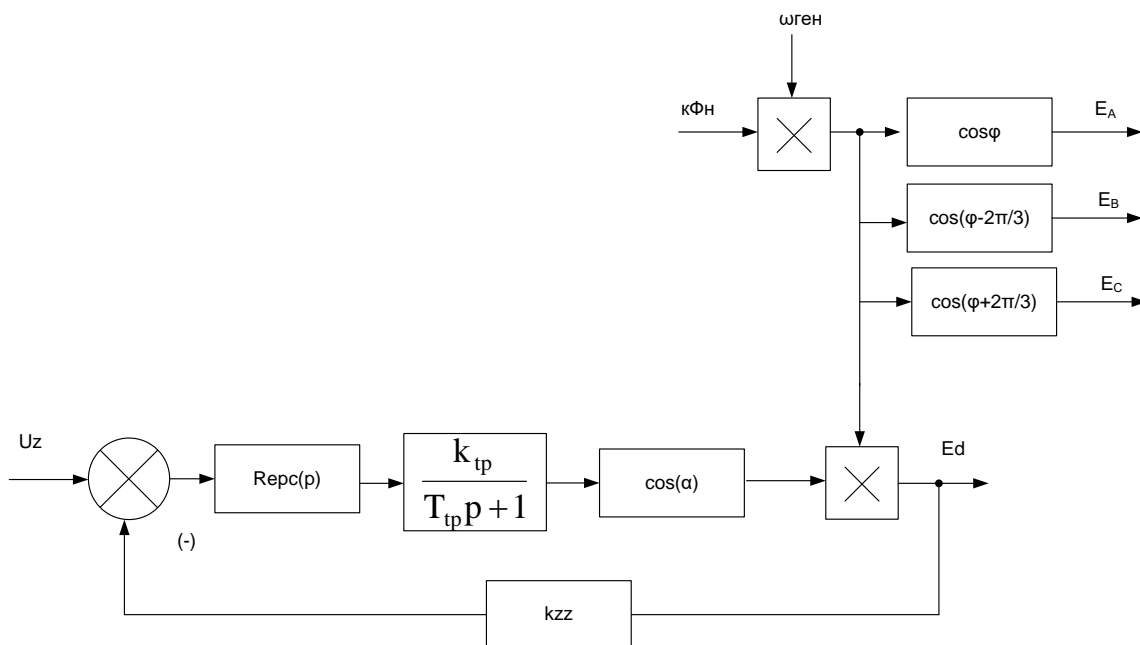 ωген
кФн
cosφ
E_A
cos(φ-2π/3)
E_B
cos(φ+2π/3)
E_C
Uz
Repc(p)
k_tp
T_tp p + 1
cos(α)
Ed
(-)
kzz